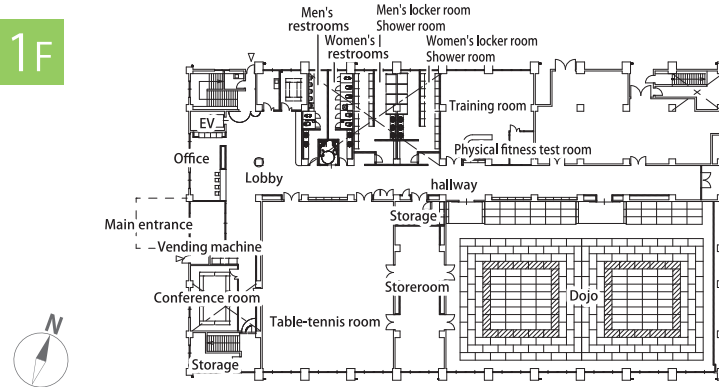 1F
Men's
restrooms
Men's locker room
Shower room
Women's
restrooms
Women's locker room
Shower room
Training room
EV
Physical fitness test room
Office
Lobby
hallway
Storage
Main entrance
Vending machine
Storeroom
Conference room
Dojo
Table-tennis room
Storage
N